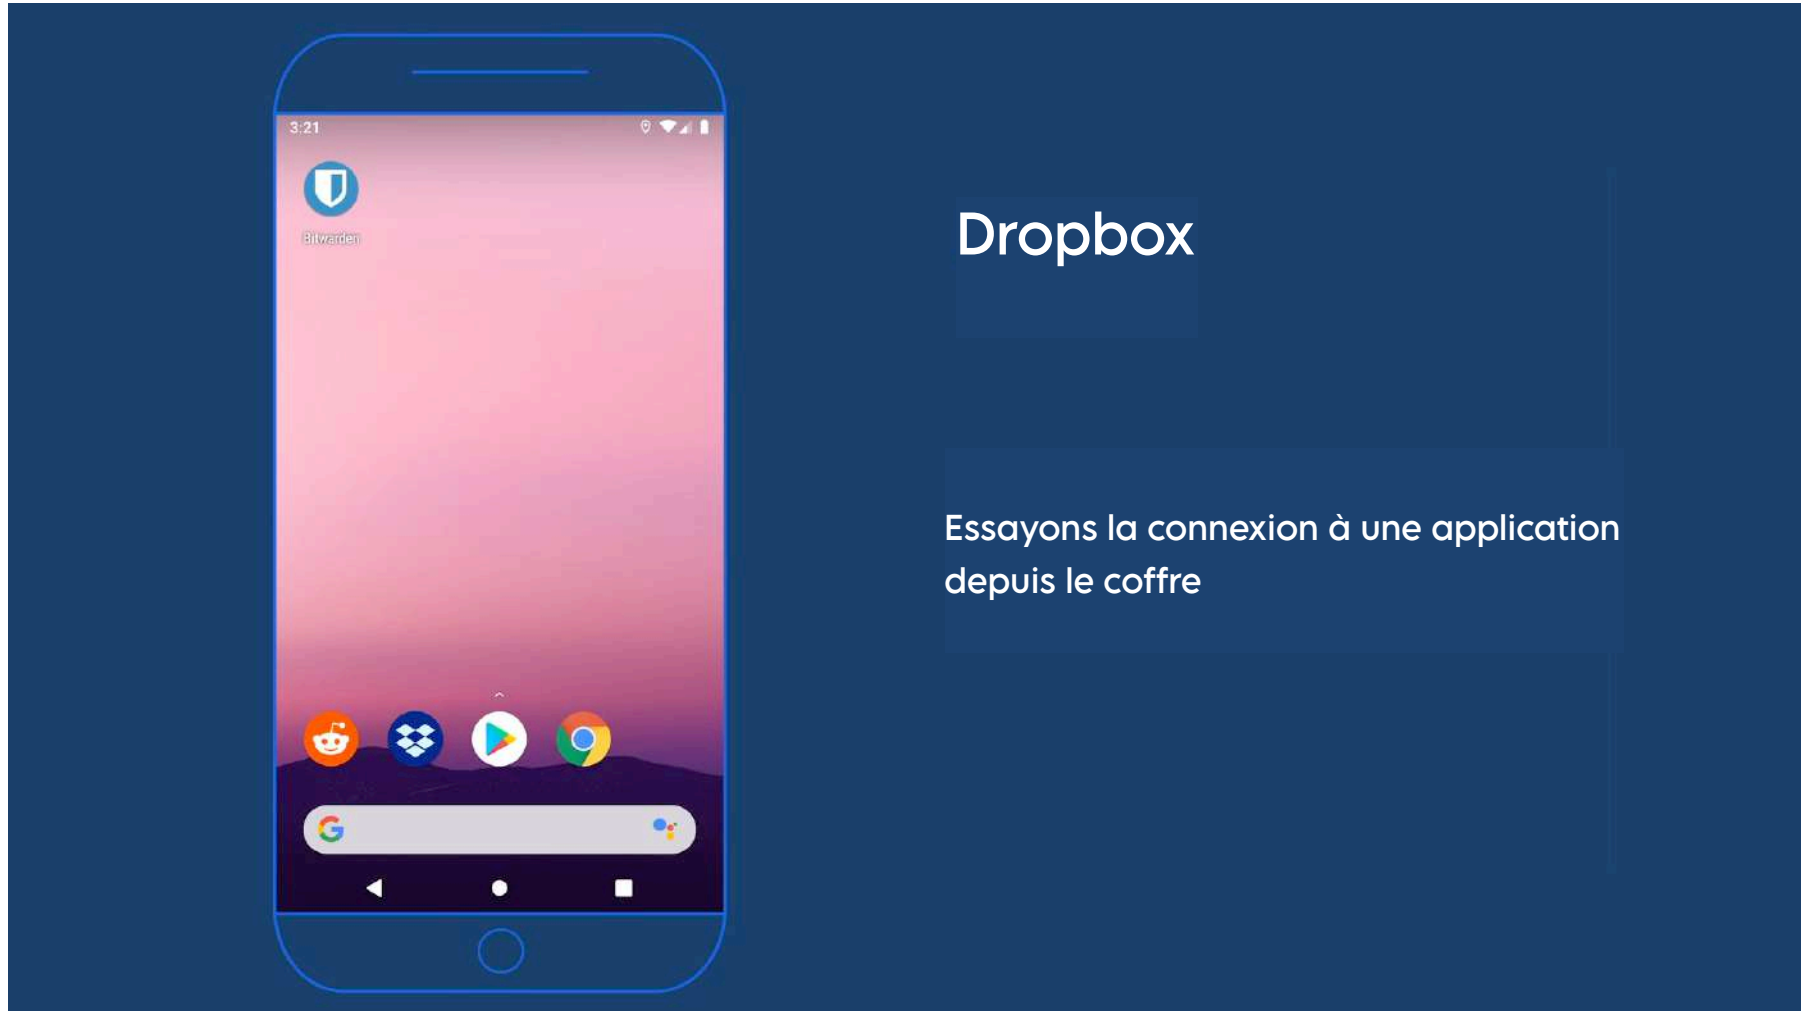 3:21
Bitwarden
Dropbox
Essayons la connexion à une application
depuis le coffre